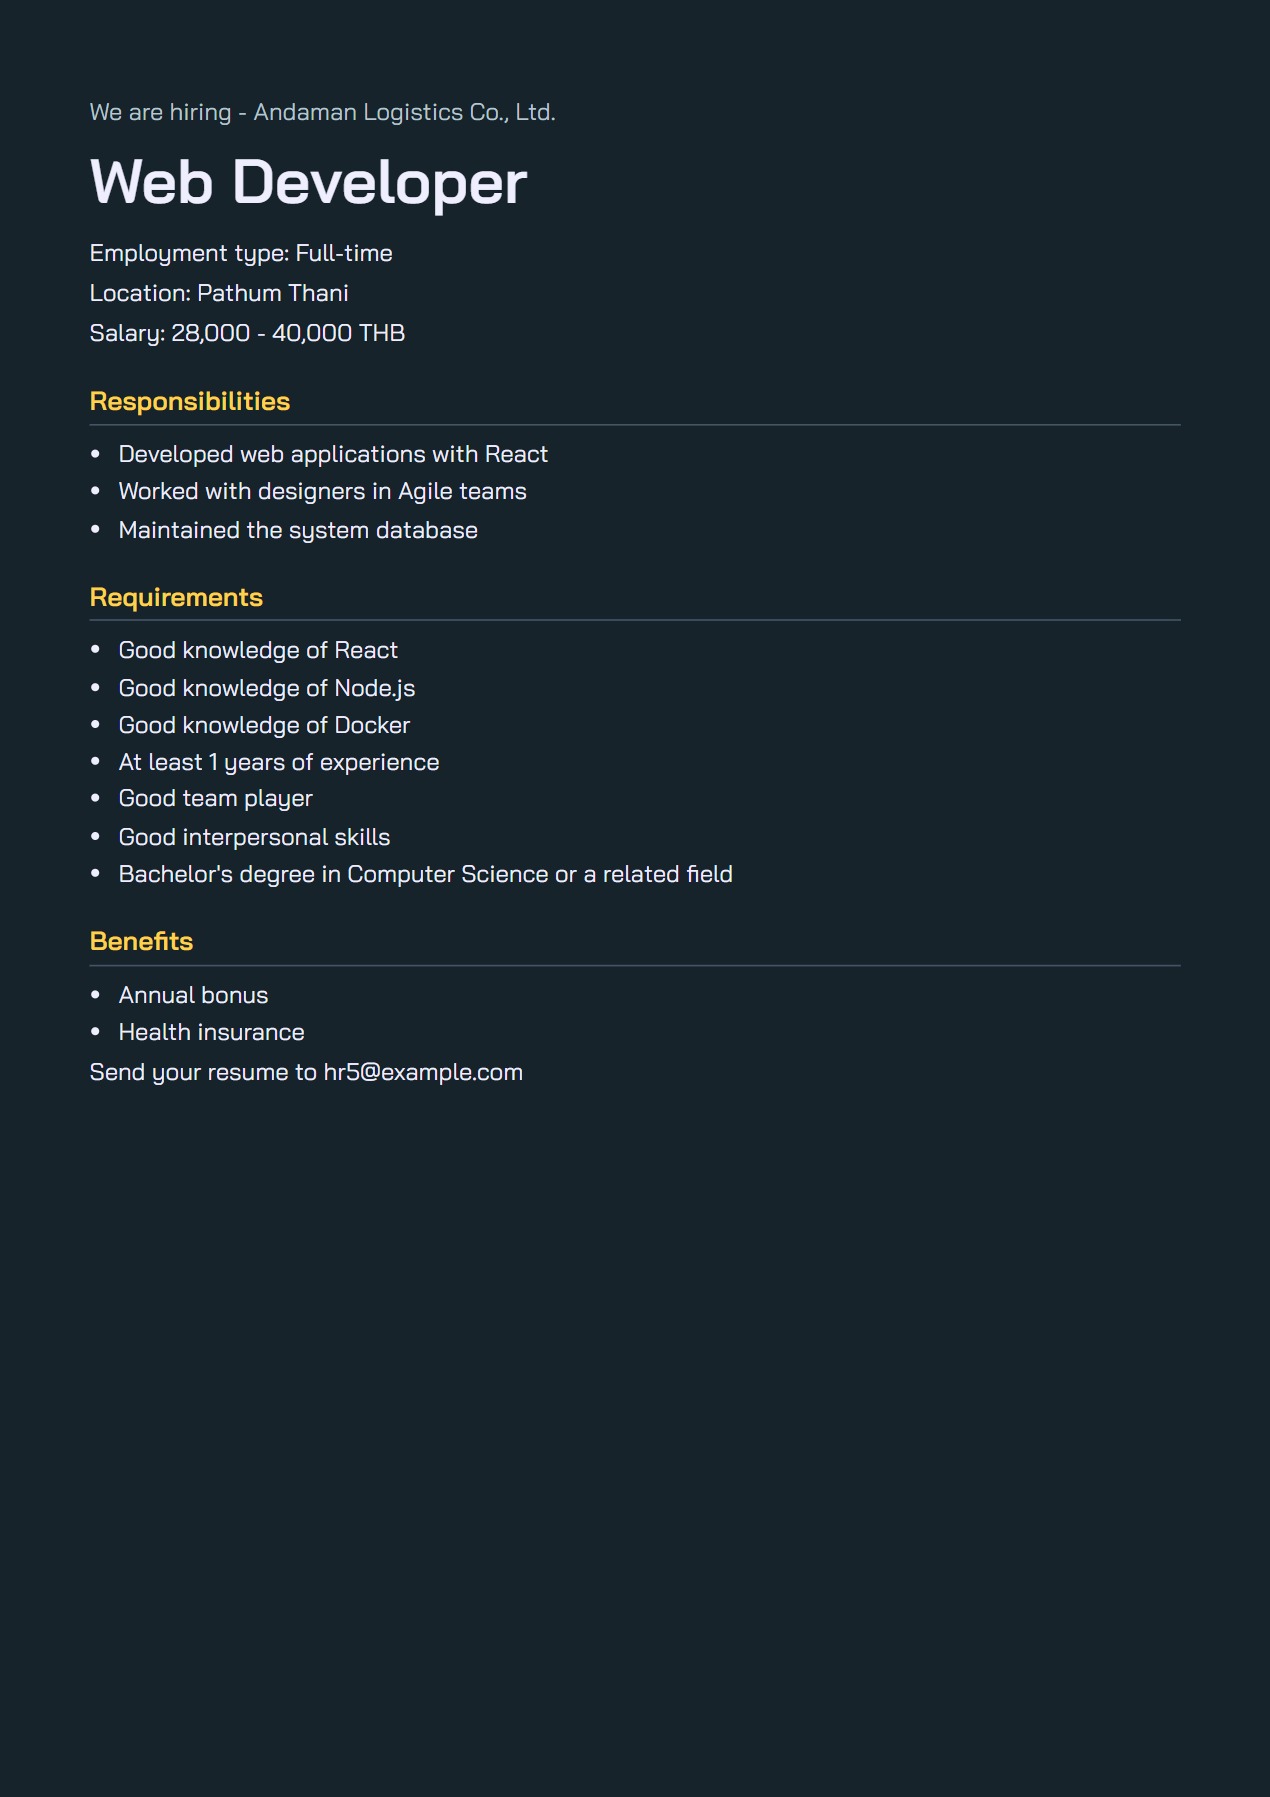 We are hiring - Andaman Logistics Co., Ltd.
Web Developer
Employment type: Full-time
Location: Pathum Thani
Salary: 28,000 - 40,000 THB
Responsibilities
• Developed web applications with React
• Worked with designers in Agile teams
• Maintained the system database
Requirements
• Good knowledge of React
• Good knowledge of Node.js
• Good knowledge of Docker
• At least 1 years of experience
• Good team player
• Good interpersonal skills
• Bachelor's degree in Computer Science or a related field
Benefits
• Annual bonus
• Health insurance
Send your resume to hr5@example.com